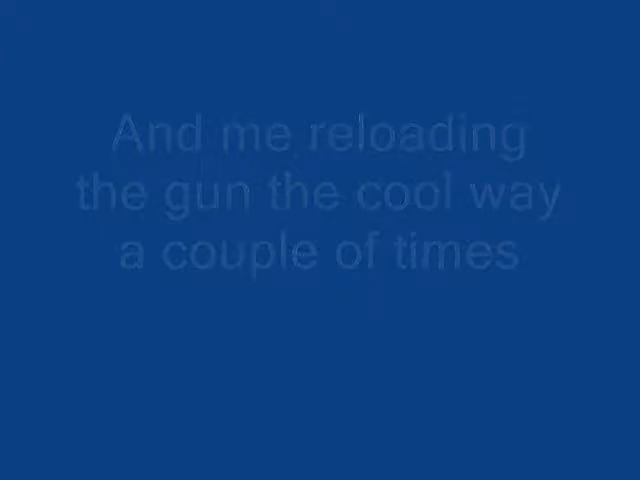 And me reloading
the gun the cool way
a couple of times